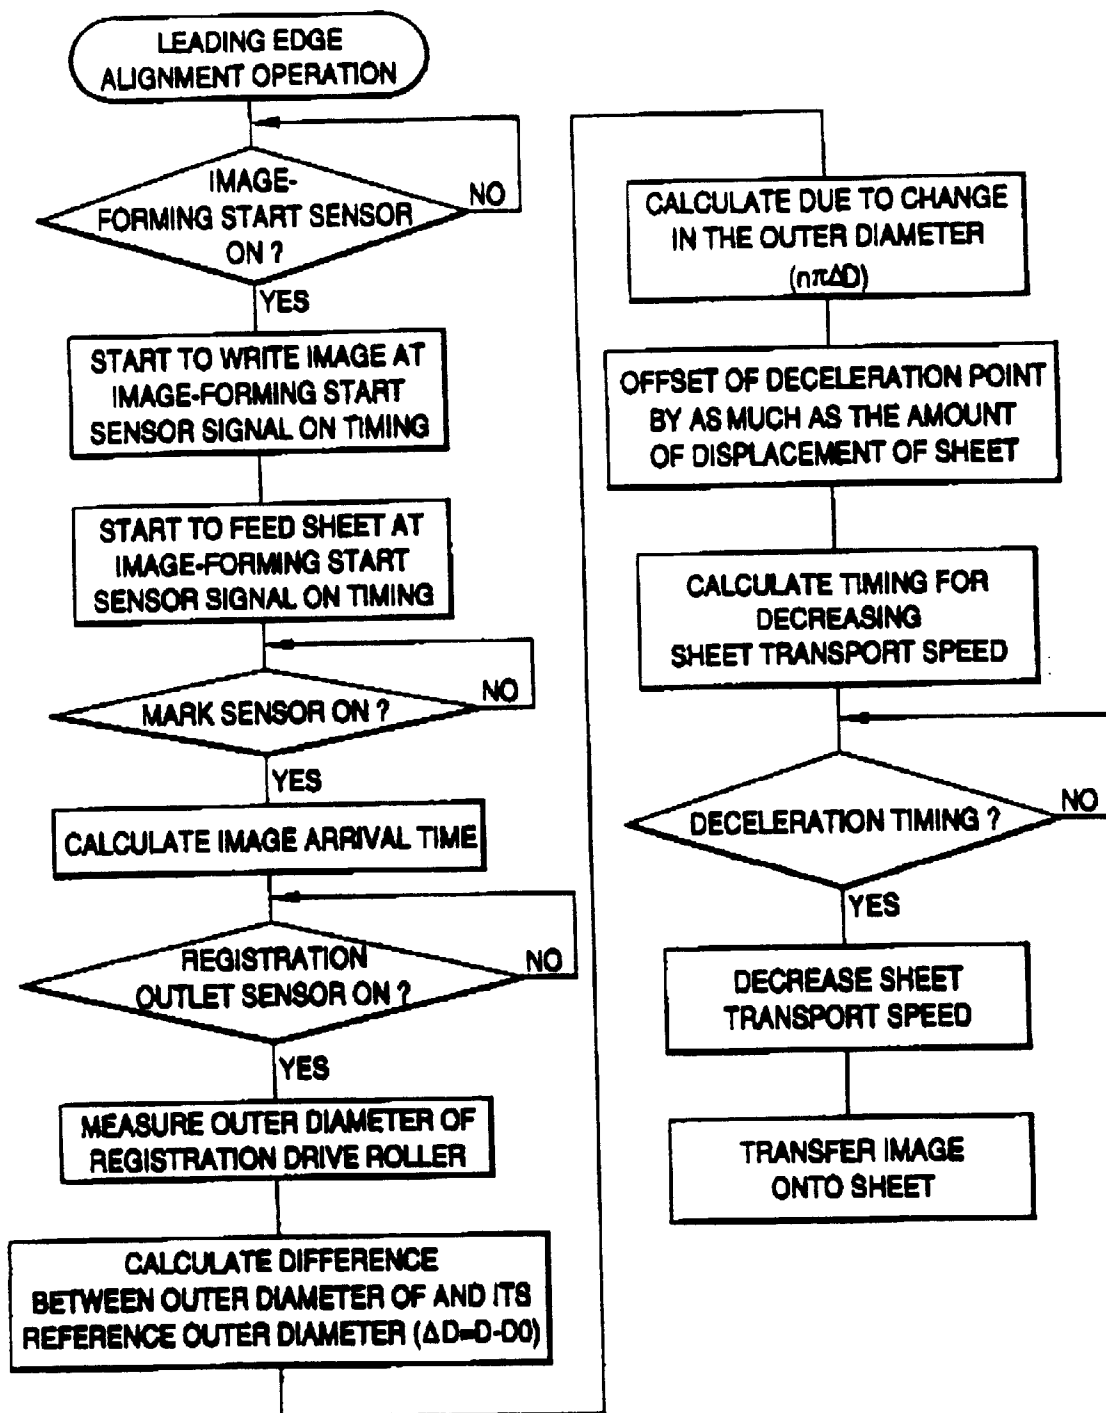 LEADING EDGE
ALIGNMENT OPERATION
IMAGE-
FORMING START SENSOR
ON ?
NO
YES
START TO WRITE IMAGE AT
IMAGE-FORMING START
SENSOR SIGNAL ON TIMING
START TO FEED SHEET AT
IMAGE-FORMING START
SENSOR SIGNAL ON TIMING
MARK SENSOR ON ?
NO
YES
CALCULATE IMAGE ARRIVAL TIME
REGISTRATION
OUTLET SENSOR ON ?
NO
YES
MEASURE OUTER DIAMETER OF
REGISTRATION DRIVE ROLLER
CALCULATE DIFFERENCE
BETWEEN OUTER DIAMETER OF AND ITS
REFERENCE OUTER DIAMETER (ΔD=D-D0)
CALCULATE DUE TO CHANGE
IN THE OUTER DIAMETER
(nπΔD)
OFFSET OF DECELERATION POINT
BY AS MUCH AS THE AMOUNT
OF DISPLACEMENT OF SHEET
CALCULATE TIMING FOR
DECREASING
SHEET TRANSPORT SPEED
DECELERATION TIMING ?
NO
YES
DECREASE SHEET
TRANSPORT SPEED
TRANSFER IMAGE
ONTO SHEET